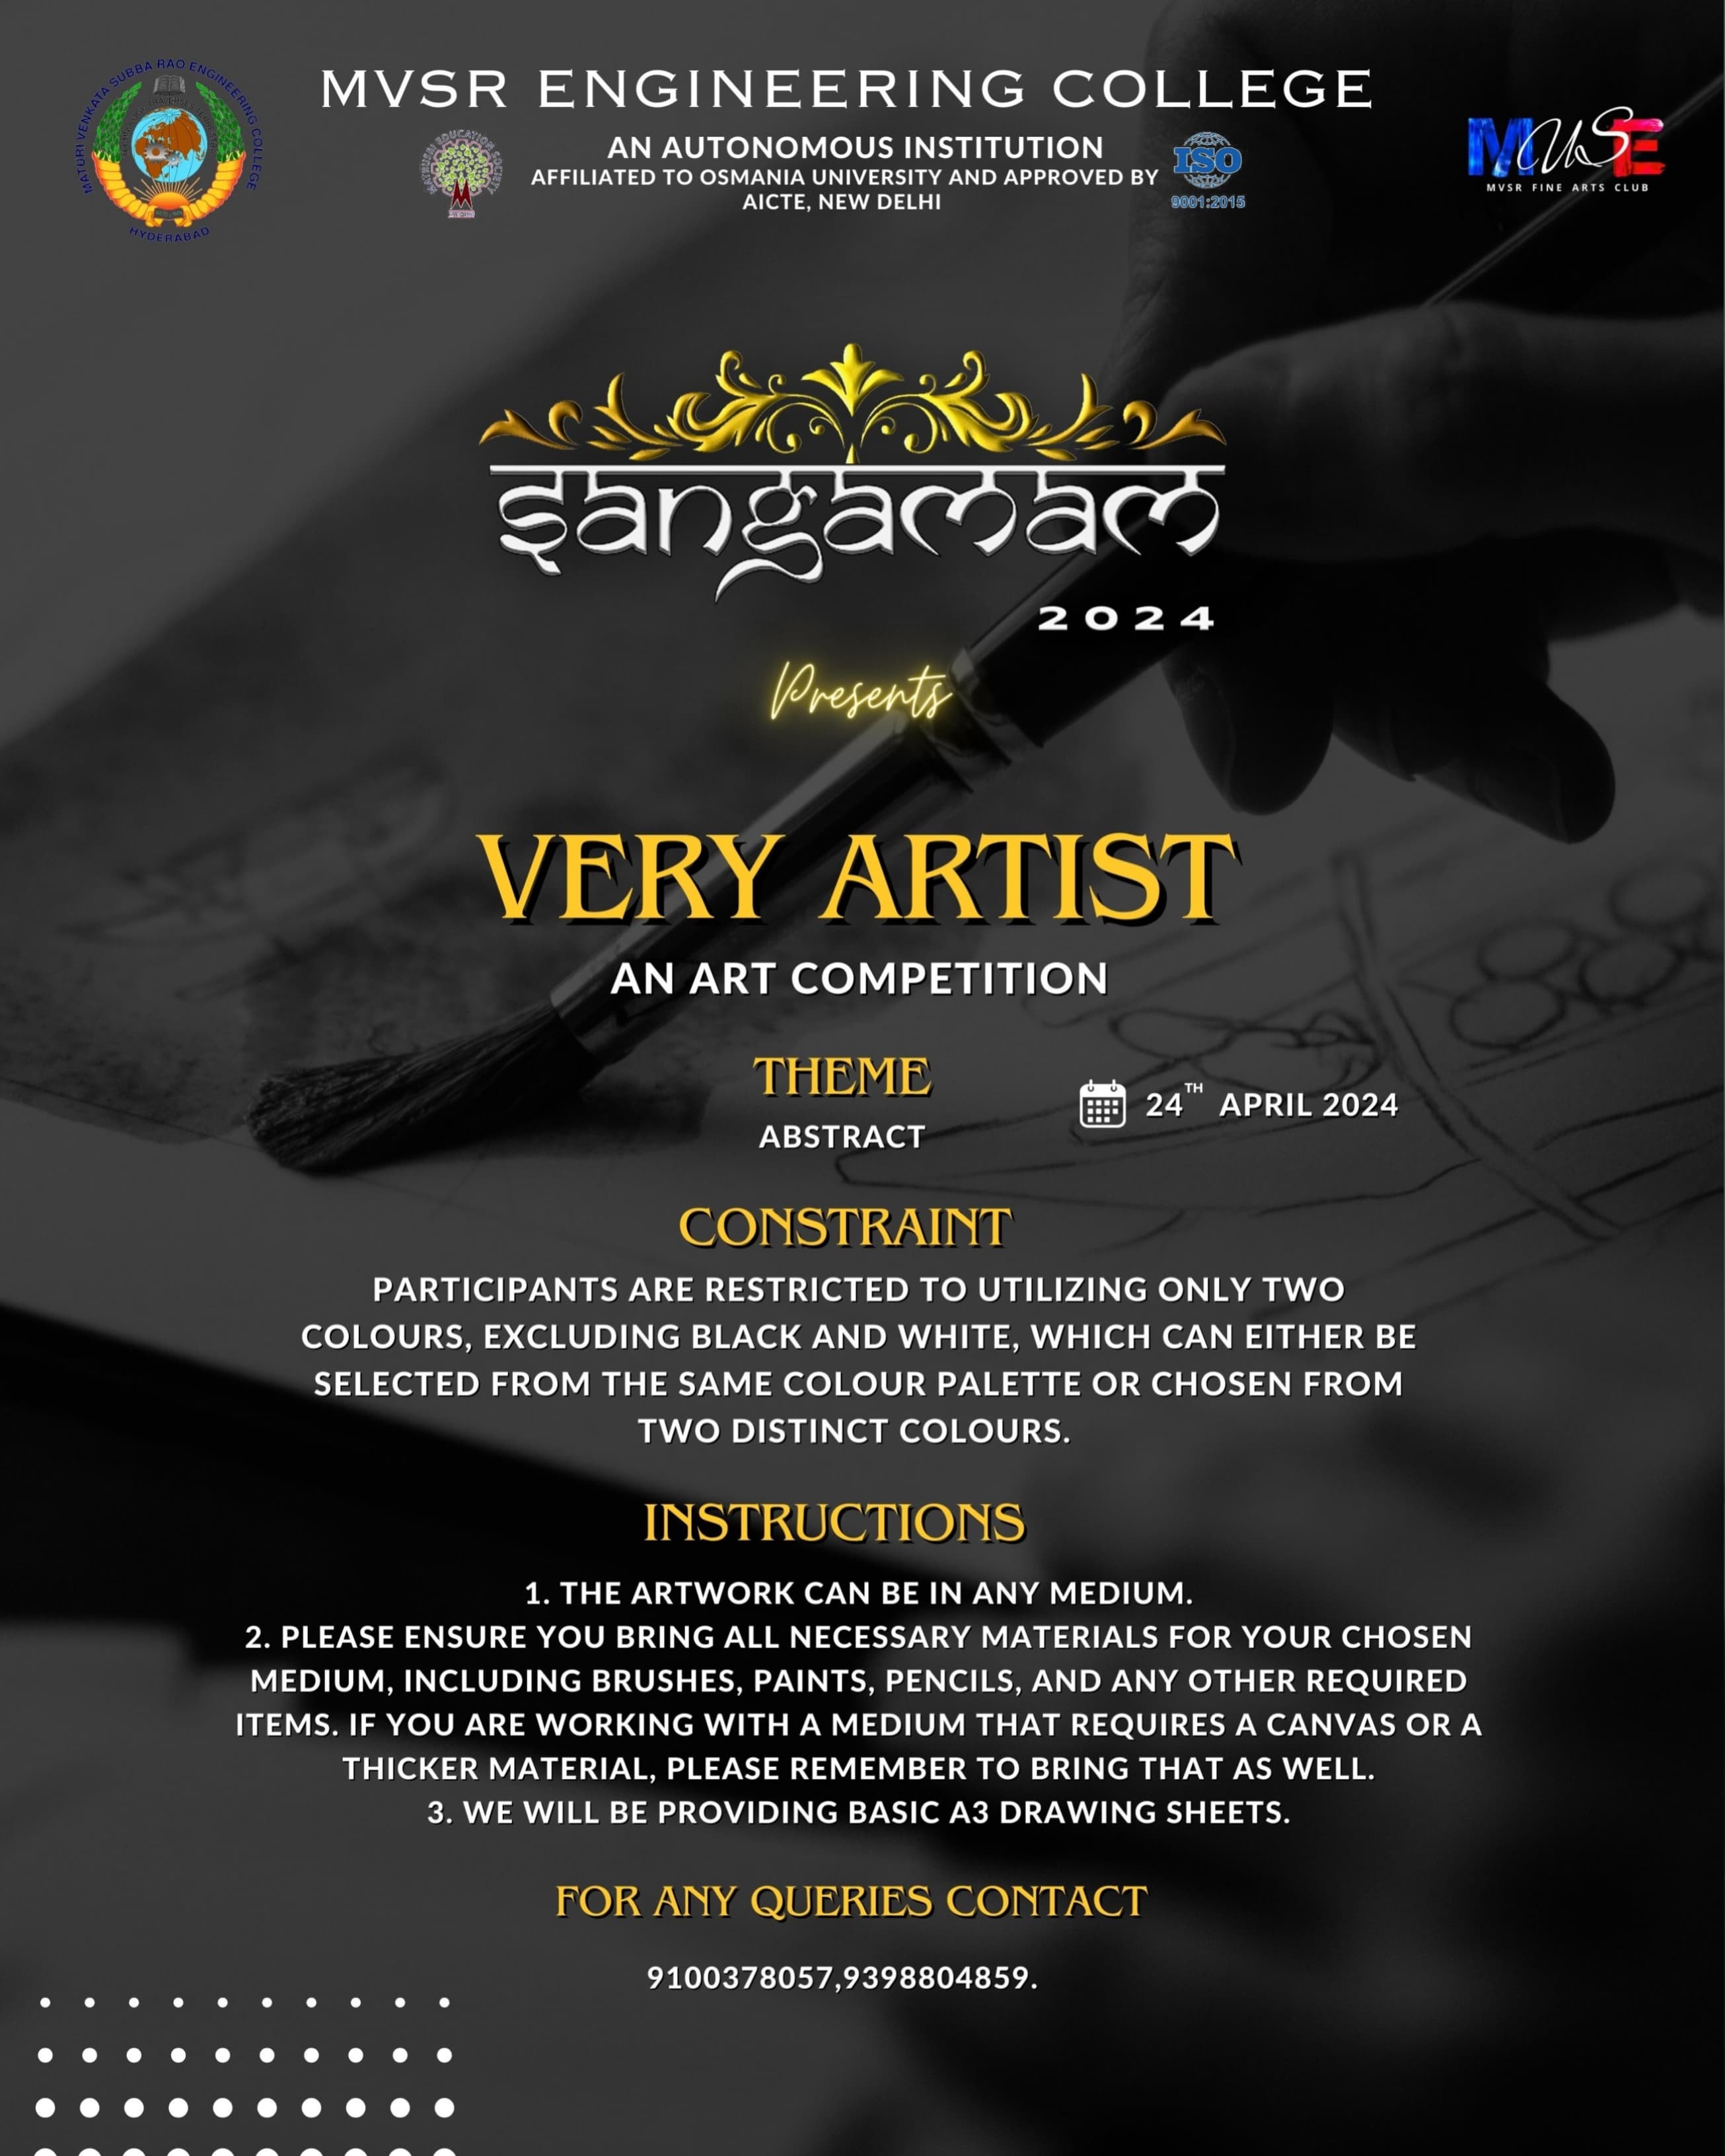 MATURI VENKATA SUBBA RAO ENGINEERING COLLEGE
HYDERABAD
MVSR ENGINEERING COLLEGE
EDUCATION SOCIETY
AN AUTONOMOUS INSTITUTION
AFFILIATED TO OSMANIA UNIVERSITY AND APPROVED BY
AICTE, NEW DELHI
ISO
9001:2015
MUSE
MVSR FINE ARTS CLUB
sangamam
2024
Presents
VERY ARTIST
AN ART COMPETITION
THEME
ABSTRACT
24TH APRIL 2024
CONSTRAINT
PARTICIPANTS ARE RESTRICTED TO UTILIZING ONLY TWO
COLOURS, EXCLUDING BLACK AND WHITE, WHICH CAN EITHER BE
SELECTED FROM THE SAME COLOUR PALETTE OR CHOSEN FROM
TWO DISTINCT COLOURS.
INSTRUCTIONS
1. THE ARTWORK CAN BE IN ANY MEDIUM.
2. PLEASE ENSURE YOU BRING ALL NECESSARY MATERIALS FOR YOUR CHOSEN
MEDIUM, INCLUDING BRUSHES, PAINTS, PENCILS, AND ANY OTHER REQUIRED
ITEMS. IF YOU ARE WORKING WITH A MEDIUM THAT REQUIRES A CANVAS OR A
THICKER MATERIAL, PLEASE REMEMBER TO BRING THAT AS WELL.
3. WE WILL BE PROVIDING BASIC A3 DRAWING SHEETS.
FOR ANY QUERIES CONTACT
9100378057,9398804859.